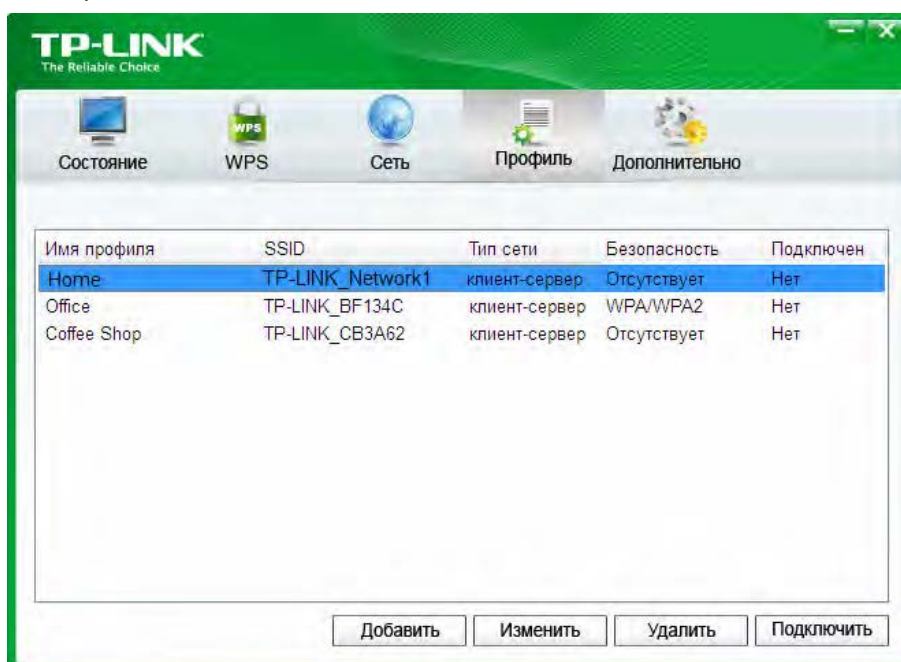 TP-LINK
The Reliable Choice
WPS
Состояние WPS Сеть Профиль Дополнительно
Имя профиля SSID Тип сети Безопасность Подключен
Home TP-LINK_Network1 клиент-сервер Отсутствует Нет
Office TP-LINK_BF134C клиент-сервер WPA/WPA2 Нет
Coffee Shop TP-LINK_CB3A62 клиент-сервер Отсутствует Нет
Добавить Изменить Удалить Подключить